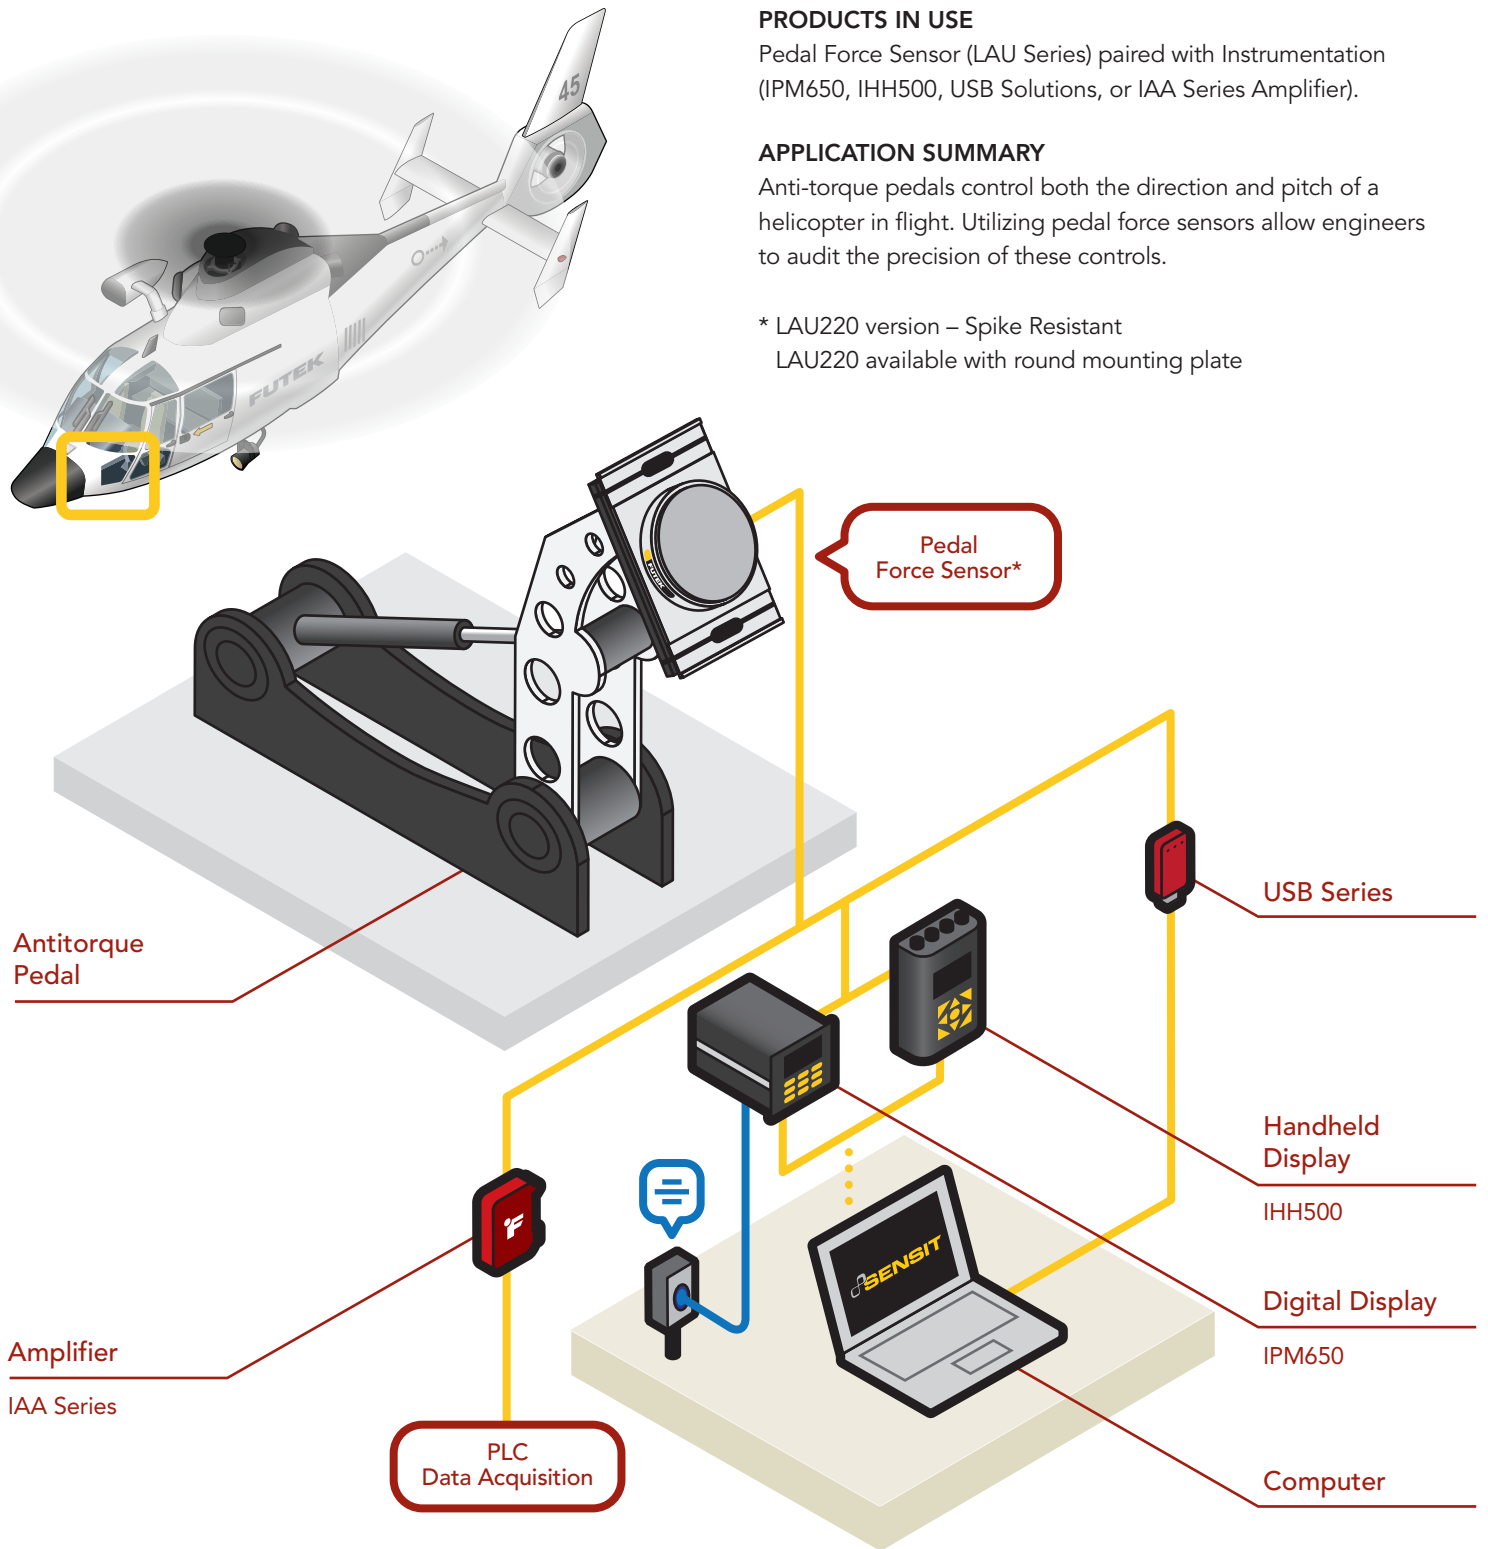 PRODUCTS IN USE
Pedal Force Sensor (LAU Series) paired with Instrumentation
(IPM650, IHH500, USB Solutions, or IAA Series Amplifier).
APPLICATION SUMMARY
Anti-torque pedals control both the direction and pitch of a
helicopter in flight. Utilizing pedal force sensors allow engineers
to audit the precision of these controls.
* LAU220 version – Spike Resistant
LAU220 available with round mounting plate
45
FUTEK
Pedal
Force Sensor*
FUTEK
USB Series
Antitorque
Pedal
Handheld
Display
IHH500
SENSIT
Digital Display
IPM650
Amplifier
IAA Series
F
PLC
Data Acquisition
Computer